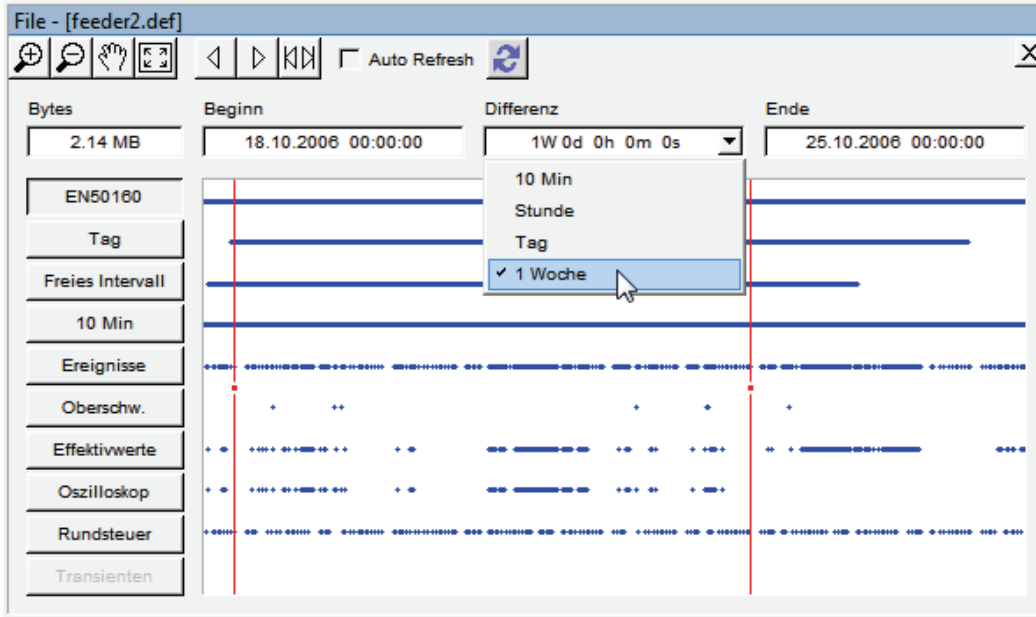 File - [feeder2.def]
Auto Refresh
X
Bytes Beginn Differenz Ende
2.14 MB 18.10.2006 00:00:00 1W 0d 0h 0m 0s 25.10.2006 00:00:00
10 Min
Stunde
Tag
✓ 1 Woche
EN50160
Tag
Freies Intervall
10 Min
Ereignisse
Oberschw.
Effektivwerte
Oszilloskop
Rundsteuer
Transienten